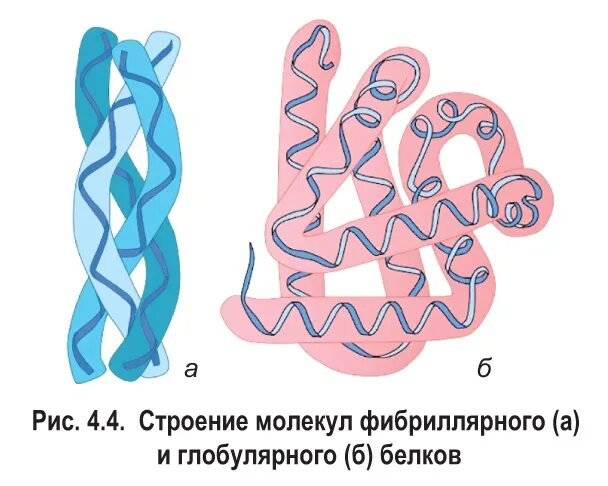 а
б
Рис. 4.4. Строение молекул фибриллярного (а)
и глобулярного (б) белков